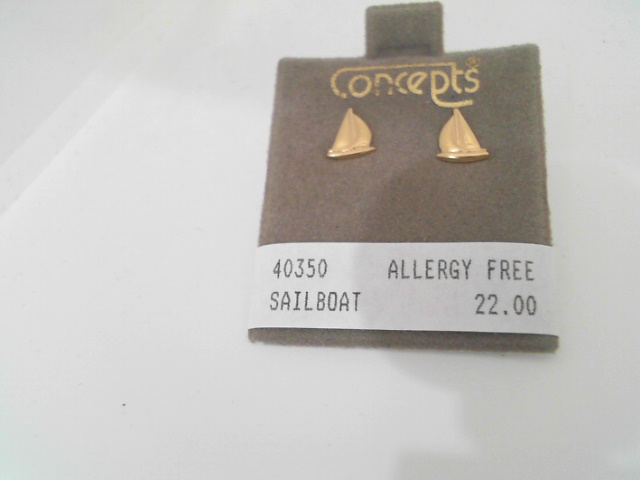 Concepts®
40350 ALLERGY FREE
SAILBOAT 22.00